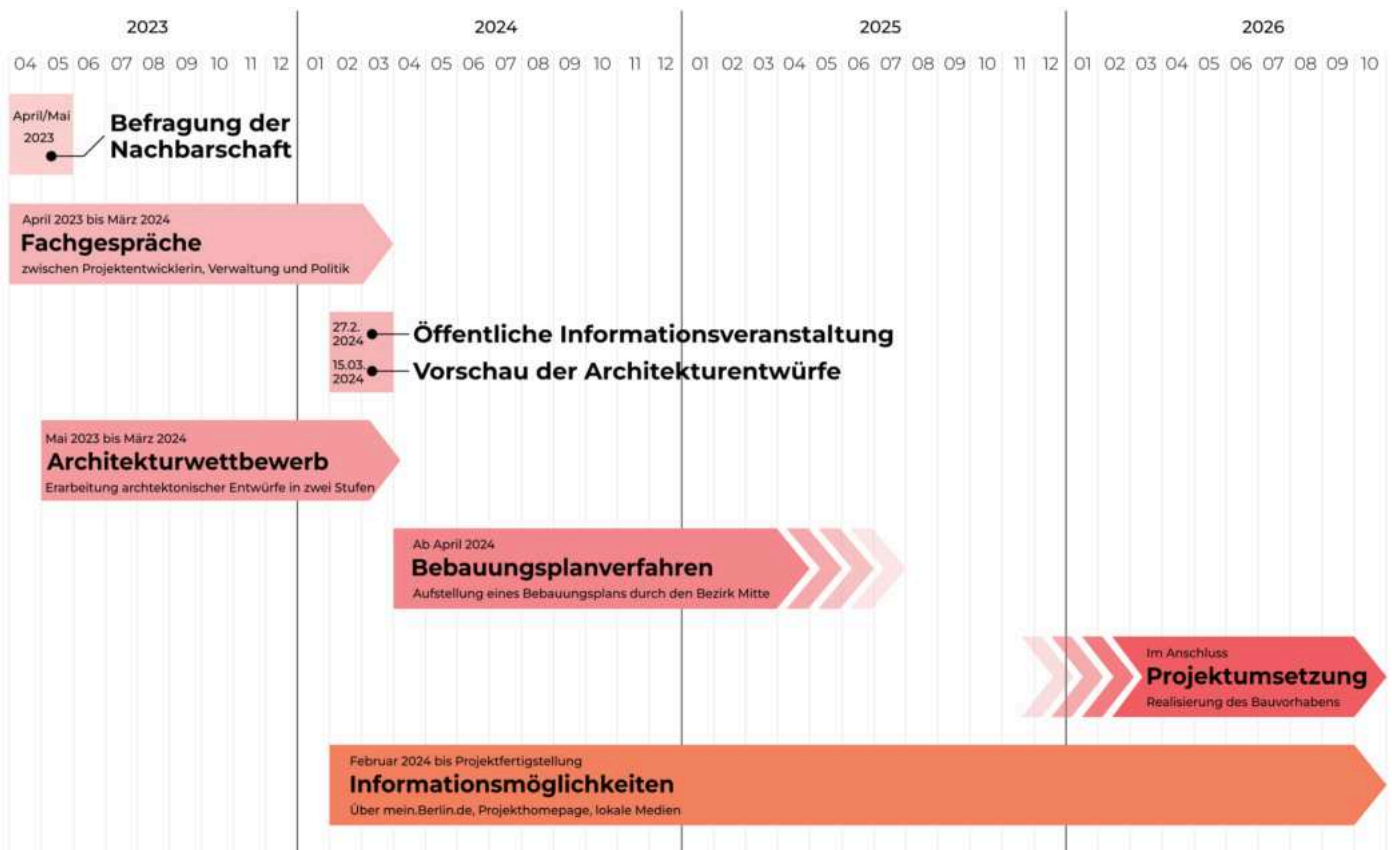 2023 2024 2025 2026
04 05 06 07 08 09 10 11 12 01 02 03 04 05 06 07 08 09 10 11 12 01 02 03 04 05 06 07 08 09 10 11 12 01 02 03 04 05 06 07 08 09 10
April/Mai
2023
Befragung der
Nachbarschaft
April 2023 bis März 2024
Fachgespräche
zwischen Projektentwicklerin, Verwaltung und Politik
27.2.
2024
Öffentliche Informationsveranstaltung
15.03.
2024
Vorschau der Architekturentwürfe
Mai 2023 bis März 2024
Architekturwettbewerb
Erarbeitung archtektonischer Entwürfe in zwei Stufen
Ab April 2024
Bebauungsplanverfahren
Aufstellung eines Bebauungsplans durch den Bezirk Mitte
Im Anschluss
Projektumsetzung
Realisierung des Bauvorhabens
Februar 2024 bis Projektfertigstellung
Informationsmöglichkeiten
Über mein.Berlin.de, Projekthomepage, lokale Medien